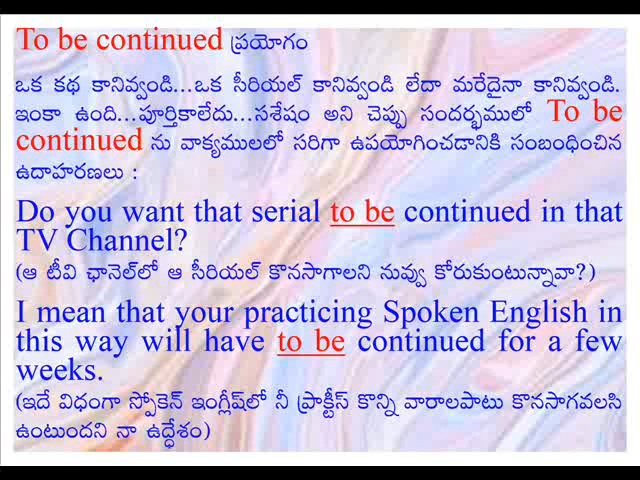 To be continued ప్రయోగం
ఒక కథ కానివ్వండి...ఒక సీరియల్ కానివ్వండి లేదా మరేదైనా కానివ్వండి.
ఇంకా ఉంది...పూర్తికాలేదు...సశేషం అని చెప్పు సందర్భములో To be
continued ను వాక్యములలో సరిగా ఉపయోగించడానికి సంబంధించిన
ఉదాహరణలు :
Do you want that serial to be continued in that
TV Channel?
(ఆ టీవి ఛానెల్‌లో ఆ సీరియల్ కొనసాగాలని నువ్వు కోరుకుంటున్నావా?)
I mean that your practicing Spoken English in
this way will have to be continued for a few
weeks.
(ఇదే విధంగా స్పోకెన్ ఇంగ్లీష్‌లో నీ ప్రాక్టీస్ కొన్ని వారాలపాటు కొనసాగవలసి
ఉంటుందని నా ఉద్ధేశం)